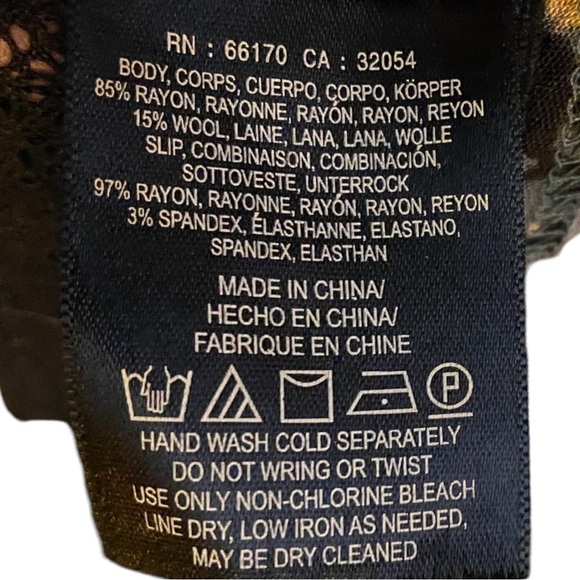 RN : 66170 CA : 32054
BODY, CORPS, CUERPO, CORPO, KÖRPER
85% RAYON, RAYONNE, RAYÓN, RAYON, REYON
15% WOOL, LAINE, LANA, LANA, WOLLE
SLIP, COMBINAISON, COMBINACIÓN,
SOTTOVESTE, UNTERROCK
97% RAYON, RAYONNE, RAYÓN, RAYON, REYON
3% SPANDEX, ÉLASTHANNE, ELASTANO,
SPANDEX, ELASTHAN
MADE IN CHINA/
HECHO EN CHINA/
FABRIQUE EN CHINE
P
HAND WASH COLD SEPARATELY
DO NOT WRING OR TWIST
USE ONLY NON-CHLORINE BLEACH
LINE DRY, LOW IRON AS NEEDED,
MAY BE DRY CLEANED